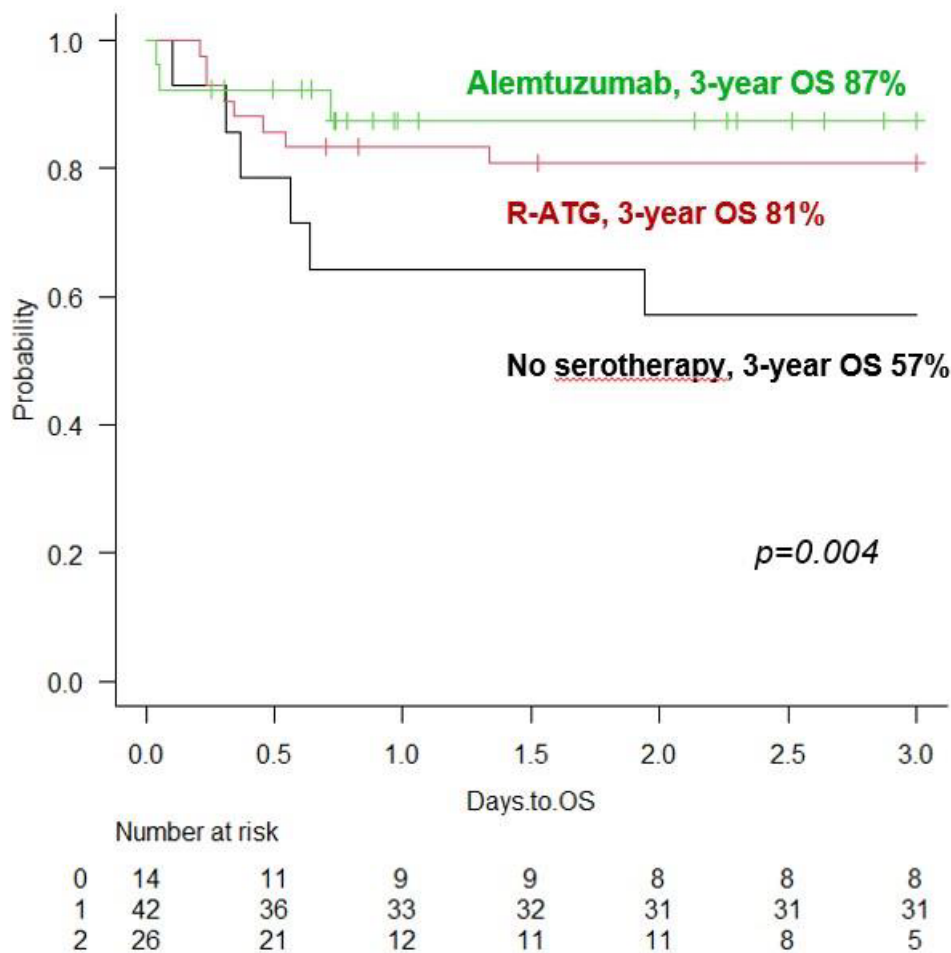 1.0
0.8
0.6
0.4
0.2
0.0
Probability
Alemtuzumab, 3-year OS 87%
R-ATG, 3-year OS 81%
No serotherapy, 3-year OS 57%
p=0.004
0.0 0.5 1.0 1.5 2.0 2.5 3.0
Days.to.OS
Number at risk
0 14 11 9 9 8 8 8
1 42 36 33 32 31 31 31
2 26 21 12 11 11 8 5